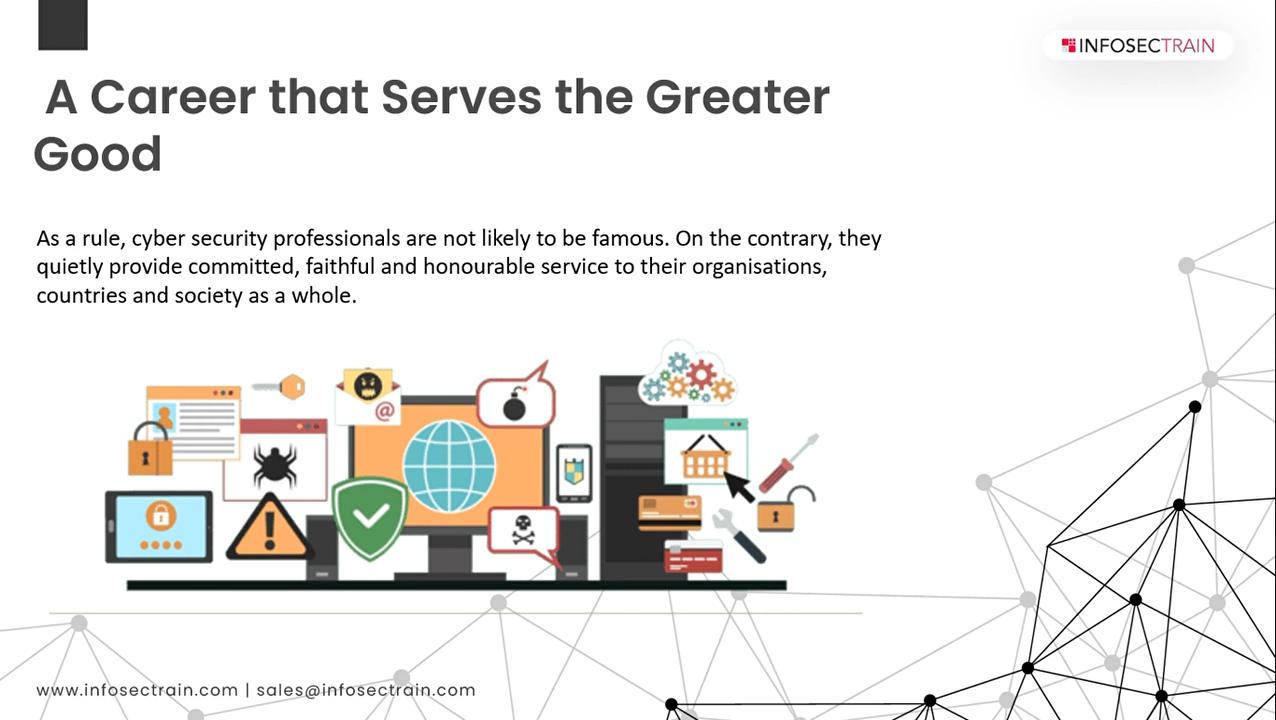 INFOSECTRAIN
A Career that Serves the Greater
Good
As a rule, cyber security professionals are not likely to be famous. On the contrary, they
quietly provide committed, faithful and honourable service to their organisations,
countries and society as a whole.
@
www.infosectrain.com | sales@infosectrain.com